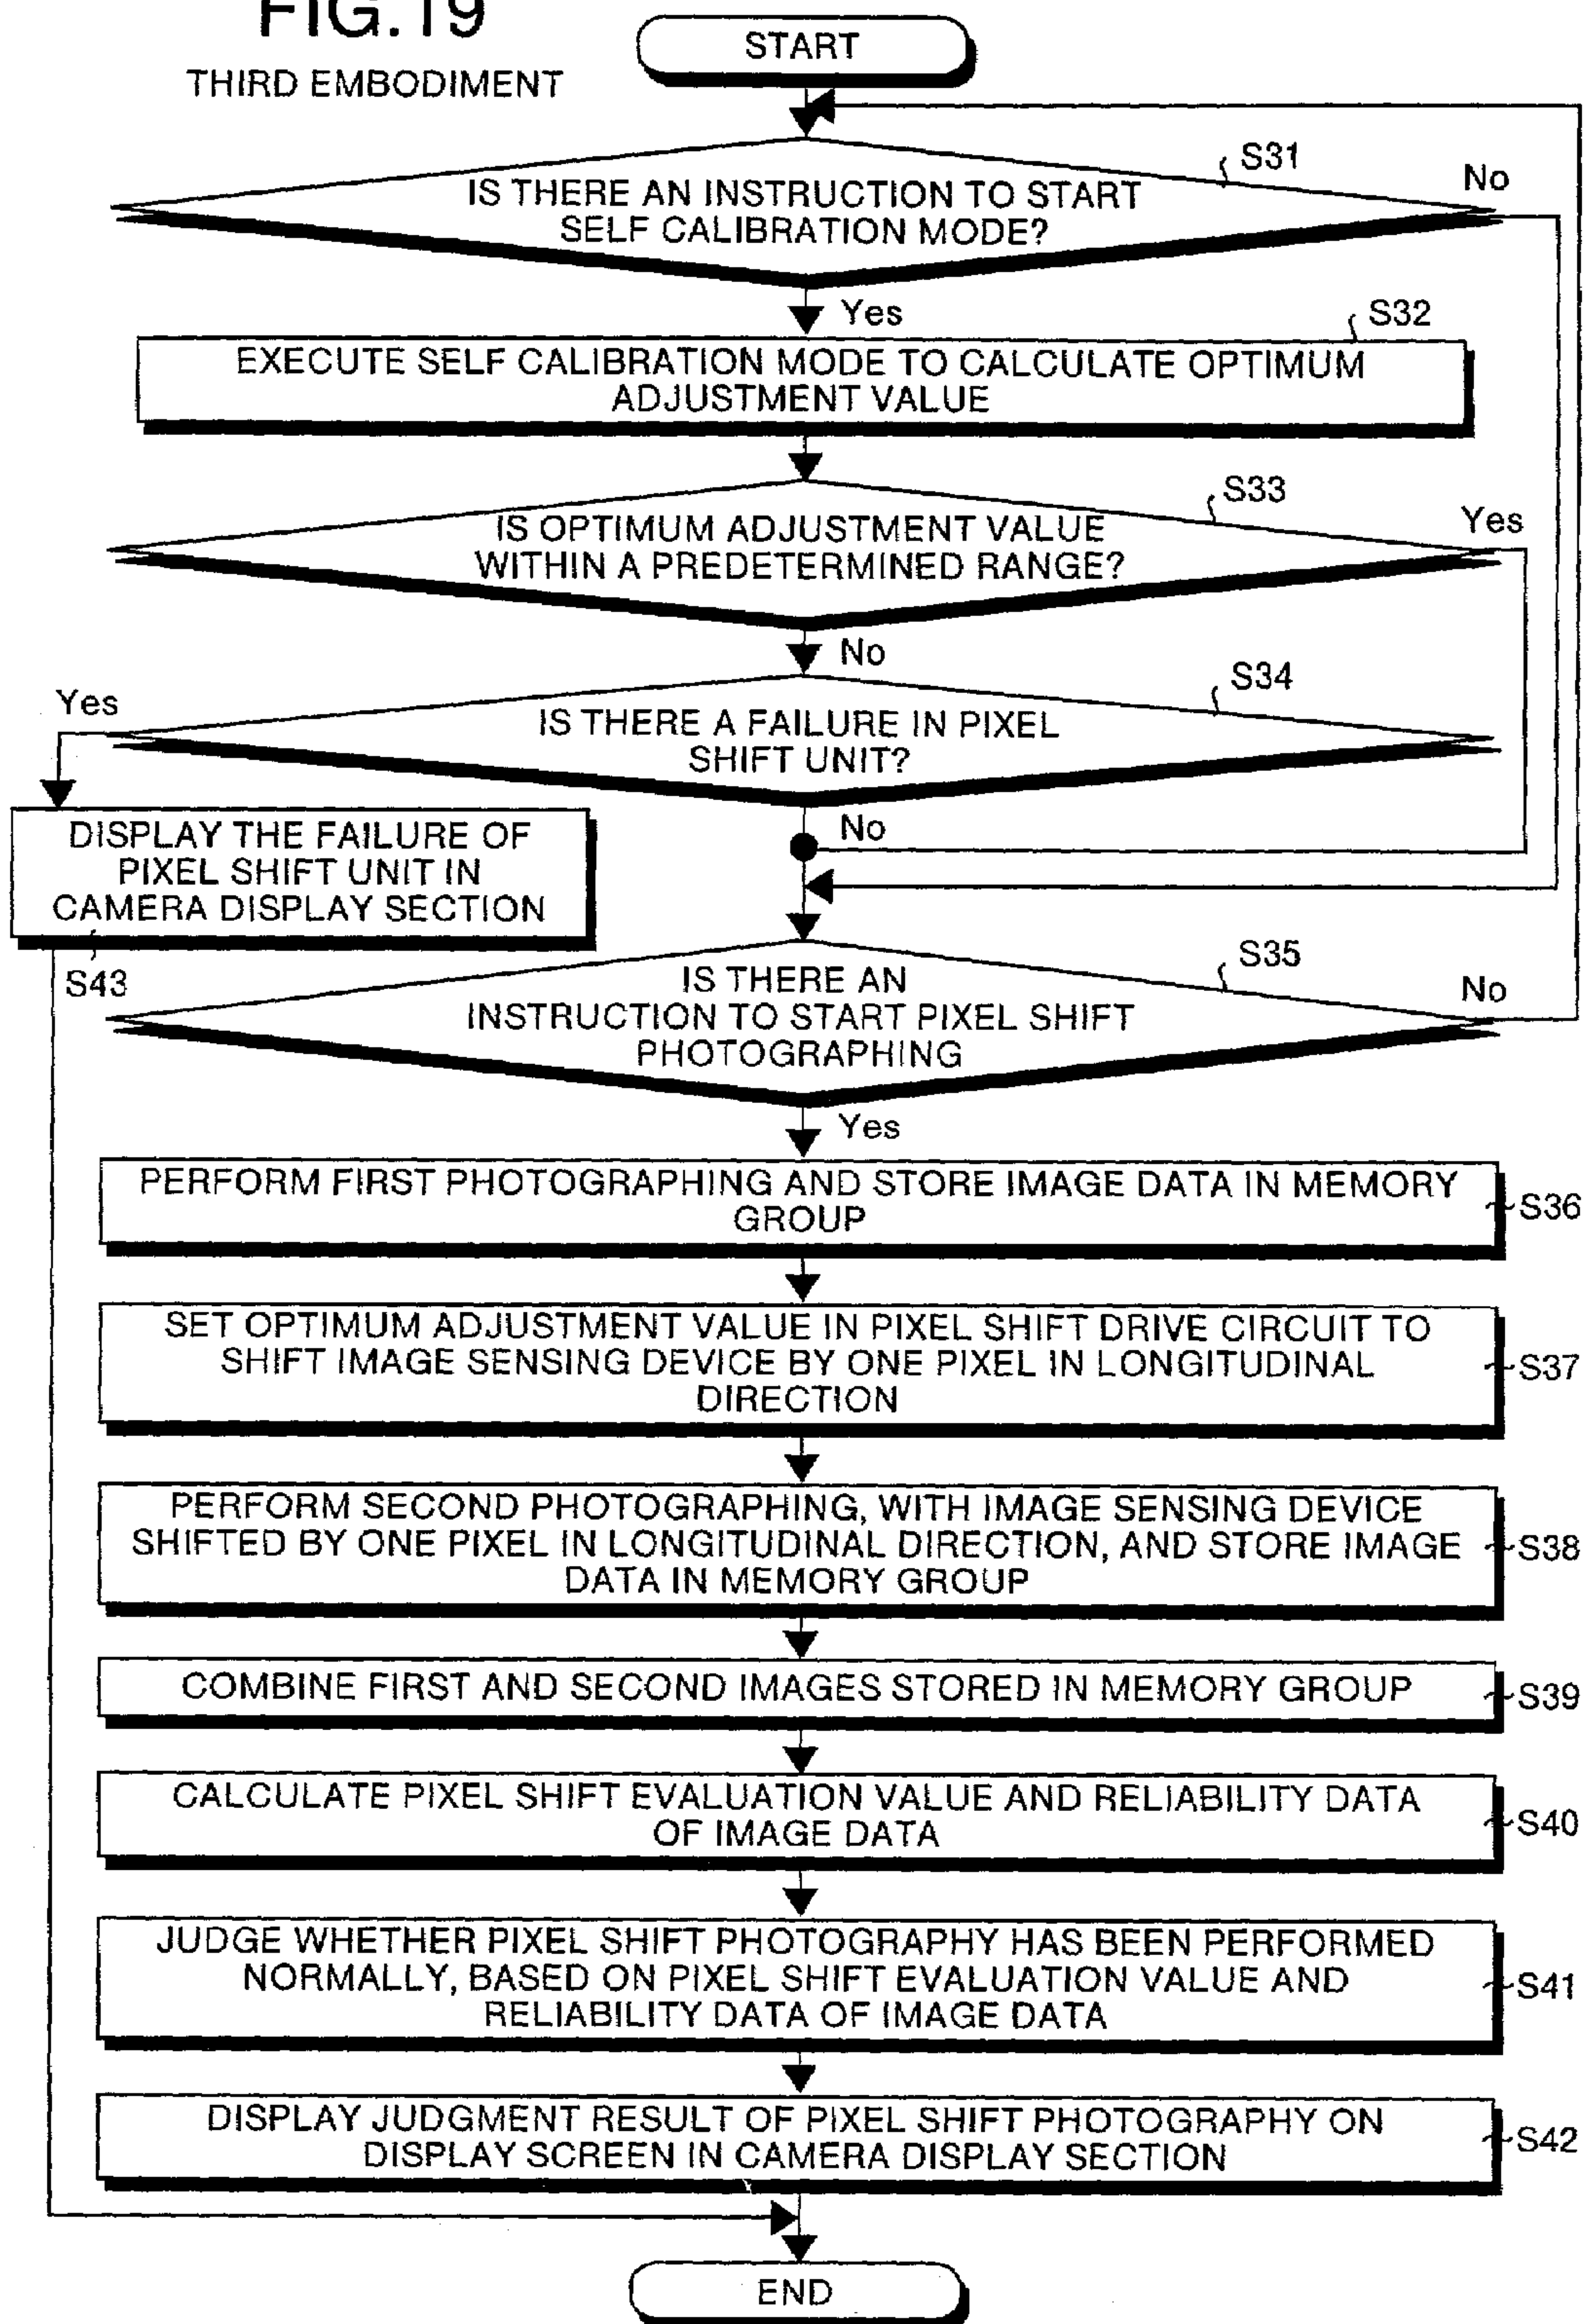 FIG.19
THIRD EMBODIMENT
START
S31
No
IS THERE AN INSTRUCTION TO START
SELF CALIBRATION MODE?
Yes
S32
EXECUTE SELF CALIBRATION MODE TO CALCULATE OPTIMUM
ADJUSTMENT VALUE
S33
Yes
IS OPTIMUM ADJUSTMENT VALUE
WITHIN A PREDETERMINED RANGE?
No
S34
Yes
IS THERE A FAILURE IN PIXEL
SHIFT UNIT?
No
DISPLAY THE FAILURE OF
PIXEL SHIFT UNIT IN
CAMERA DISPLAY SECTION
S43
S35
No
IS THERE AN
INSTRUCTION TO START PIXEL SHIFT
PHOTOGRAPHING
Yes
PERFORM FIRST PHOTOGRAPHING AND STORE IMAGE DATA IN MEMORY
GROUP
S36
SET OPTIMUM ADJUSTMENT VALUE IN PIXEL SHIFT DRIVE CIRCUIT TO
SHIFT IMAGE SENSING DEVICE BY ONE PIXEL IN LONGITUDINAL
DIRECTION
S37
PERFORM SECOND PHOTOGRAPHING, WITH IMAGE SENSING DEVICE
SHIFTED BY ONE PIXEL IN LONGITUDINAL DIRECTION, AND STORE IMAGE
DATA IN MEMORY GROUP
S38
COMBINE FIRST AND SECOND IMAGES STORED IN MEMORY GROUP
S39
CALCULATE PIXEL SHIFT EVALUATION VALUE AND RELIABILITY DATA
OF IMAGE DATA
S40
JUDGE WHETHER PIXEL SHIFT PHOTOGRAPHY HAS BEEN PERFORMED
NORMALLY, BASED ON PIXEL SHIFT EVALUATION VALUE AND
RELIABILITY DATA OF IMAGE DATA
S41
DISPLAY JUDGMENT RESULT OF PIXEL SHIFT PHOTOGRAPHY ON
DISPLAY SCREEN IN CAMERA DISPLAY SECTION
S42
END